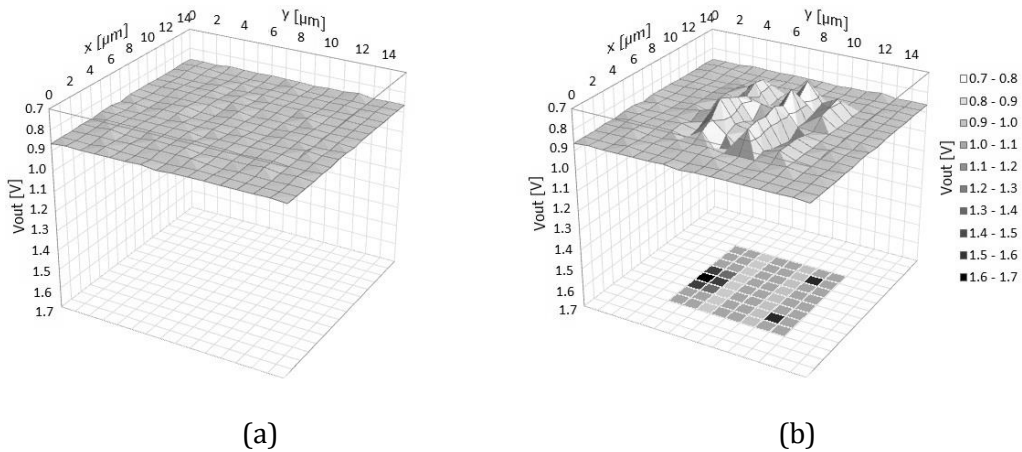 x [µm]
0 2 4 6 8 10 12 14
y [µm]
0 2 4 6 8 10 12 14
Vout [V]
0.7
0.8
0.9
1.0
1.1
1.2
1.3
1.4
1.5
1.6
1.7
(a)
x [µm]
0 2 4 6 8 10 12 14
y [µm]
0 2 4 6 8 10 12 14
Vout [V]
0.7
0.8
0.9
1.0
1.1
1.2
1.3
1.4
1.5
1.6
1.7
Vout [V]
0.7 - 0.8
0.8 - 0.9
0.9 - 1.0
1.0 - 1.1
1.1 - 1.2
1.2 - 1.3
1.3 - 1.4
1.4 - 1.5
1.5 - 1.6
1.6 - 1.7
(b)